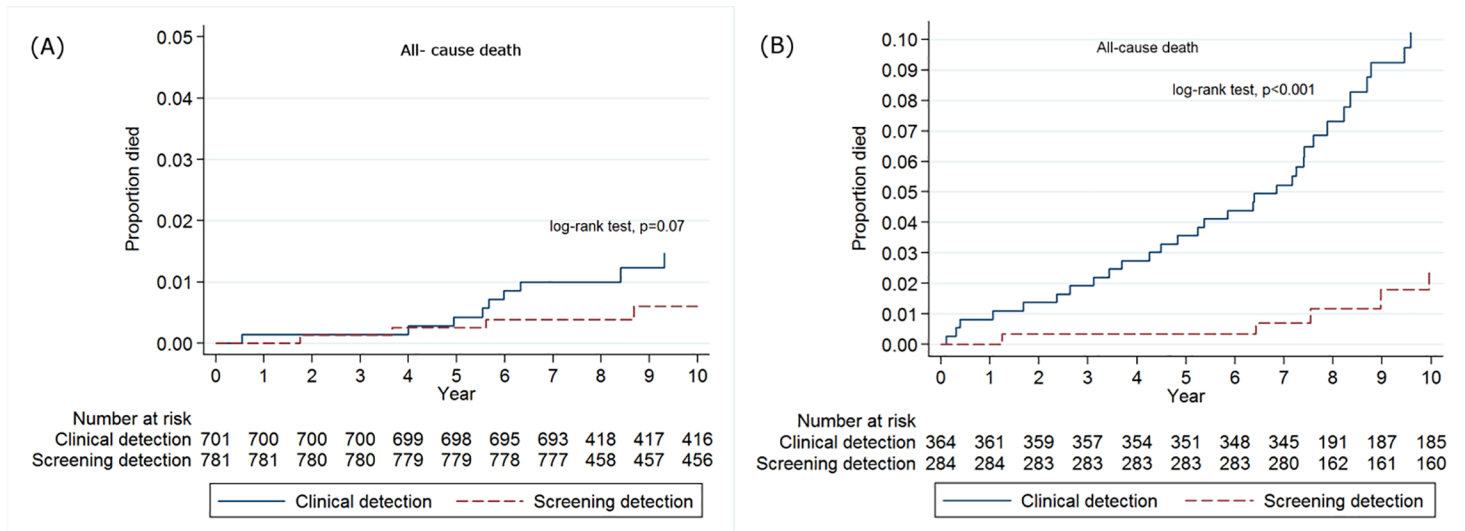 (A)
All- cause death
0.05
0.04
0.03
0.02
0.01
0.00
Proportion died
log-rank test, p=0.07
0 1 2 3 4 5 6 7 8 9 10
Year
Number at risk
Clinical detection 701 700 700 700 699 698 695 693 418 417 416
Screening detection 781 781 780 780 779 779 778 777 458 457 456
Clinical detection Screening detection
(B)
All-cause death
0.10
0.09
0.08
0.07
0.06
0.05
0.04
0.03
0.02
0.01
0.00
Proportion died
log-rank test, p<0.001
0 1 2 3 4 5 6 7 8 9 10
Year
Number at risk
Clinical detection 364 361 359 357 354 351 348 345 191 187 185
Screening detection 284 284 283 283 283 283 283 280 162 161 160
Clinical detection Screening detection